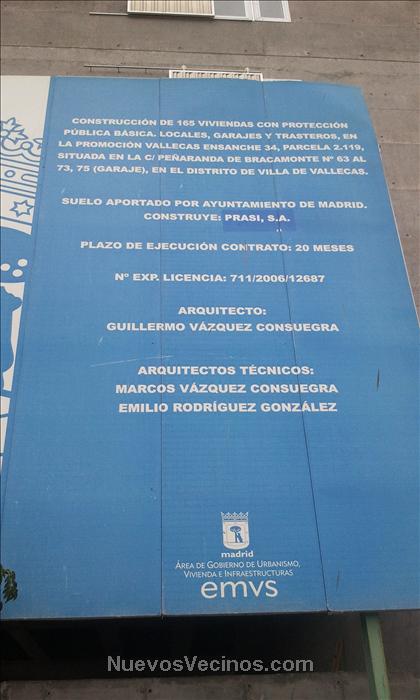 CONSTRUCCIÓN DE 165 VIVIENDAS CON PROTECCIÓN
PÚBLICA BÁSICA. LOCALES, GARAJES Y TRASTEROS, EN
LA PROMOCIÓN VALLECAS ENSANCHE 34, PARCELA 2.119,
SITUADA EN LA C/ PEÑARANDA DE BRACAMONTE Nº 63 AL
73, 75 (GARAJE), EN EL DISTRITO DE VILLA DE VALLECAS.
SUELO APORTADO POR AYUNTAMIENTO DE MADRID.
CONSTRUYE: PRASI, S.A.
PLAZO DE EJECUCIÓN CONTRATO: 20 MESES
Nº EXP. LICENCIA: 711/2006/12687
ARQUITECTO:
GUILLERMO VÁZQUEZ CONSUEGRA
ARQUITECTOS TÉCNICOS:
MARCOS VÁZQUEZ CONSUEGRA
EMILIO RODRÍGUEZ GONZÁLEZ
madrid
ÁREA DE GOBIERNO DE URBANISMO,
VIVIENDA E INFRAESTRUCTURAS
emvs
NuevosVecinos.com